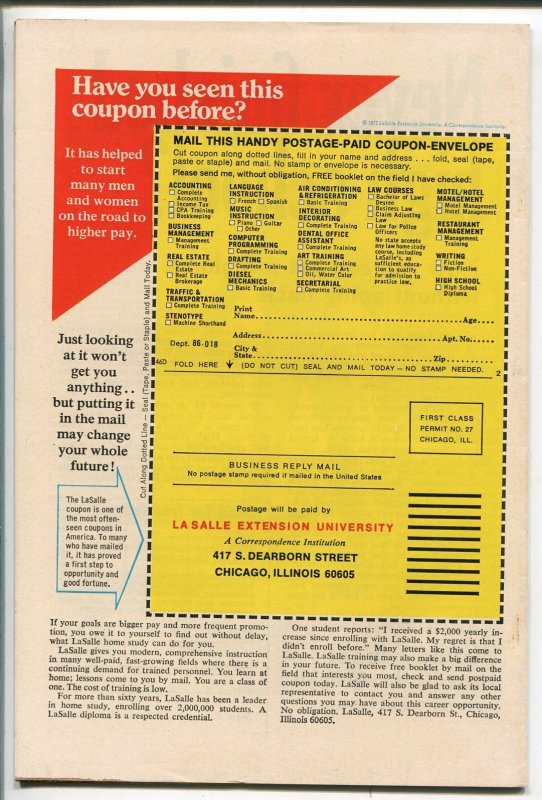 Have you seen this
coupon before?
© 1972 LaSalle Extension University. A Correspondence Institution.
It has helped
to start
many men
and women
on the road to
higher pay.
MAIL THIS HANDY POSTAGE-PAID COUPON-ENVELOPE
Cut coupon along dotted lines, fill in your name and address . . . fold, seal (tape,
paste or staple) and mail. No stamp or envelope is necessary.
Please send me, without obligation, FREE booklet on the field I have checked:
ACCOUNTING
Complete
Accounting
Income Tax
CPA Training
Bookkeeping
BUSINESS
MANAGEMENT
Management
Training
REAL ESTATE
Complete Real
Estate
Real Estate
Brokerage
TRAFFIC &
TRANSPORTATION
Complete Training
STENOTYPE
Machine Shorthand
LANGUAGE
INSTRUCTION
French Spanish
MUSIC
INSTRUCTION
Piano Guitar
Other
COMPUTER
PROGRAMMING
Complete Training
DRAFTING
Complete Training
DIESEL
MECHANICS
Basic Training
AIR CONDITIONING
& REFRIGERATION
Basic Training
INTERIOR
DECORATING
Complete Training
DENTAL OFFICE
ASSISTANT
Complete Training
ART TRAINING
Complete Training
Commercial Art
Oil, Water Color
SECRETARIAL
Complete Training
LAW COURSES
Bachelor of Laws
Degree
Business Law
Claim Adjusting
Law
Law for Police
Officers
No state accepts
any law home study
course, including
LaSalle's, as
sufficient educa-
tion to qualify
for admission to
practice law,
MOTEL/HOTEL
MANAGEMENT
Motel Management
Hotel Management
RESTAURANT
MANAGEMENT
Management
Training
WRITING
Fiction
Non-Fiction
HIGH SCHOOL
High School
Diploma
Print
Name Age
Address Apt. No.
Dept. 86-018
City &
State Zip
46D FOLD HERE (DO NOT CUT) SEAL AND MAIL TODAY — NO STAMP NEEDED. 2
Cut Along Dotted Line — Seal (Tape, Paste or Staple) and Mail Today.
Just looking
at it won't
get you
anything . .
but putting it
in the mail
may change
your whole
future!
The LaSalle
coupon is one of
the most often-
seen coupons in
America. To many
who have mailed
it, it has proved
a first step to
opportunity and
good fortune.
FIRST CLASS
PERMIT NO. 27
CHICAGO, ILL.
BUSINESS REPLY MAIL
No postage stamp required if mailed in the United States
Postage will be paid by
LA SALLE EXTENSION UNIVERSITY
A Correspondence Institution
417 S. DEARBORN STREET
CHICAGO, ILLINOIS 60605
If your goals are bigger pay and more frequent promo-
tion, you owe it to yourself to find out without delay,
what LaSalle home study can do for you.
LaSalle gives you modern, comprehensive instruction
in many well-paid, fast-growing fields where there is a
continuing demand for trained personnel. You learn at
home; lessons come to you by mail. You are a class of
one. The cost of training is low.
For more than sixty years, LaSalle has been a leader
in home study, enrolling over 2,000,000 students. A
LaSalle diploma is a respected credential.
One student reports: "I received a $2,000 yearly in-
crease since enrolling with LaSalle. My regret is that I
didn't enroll before." Many letters like this come to
LaSalle. LaSalle training may also make a big difference
in your future. To receive free booklet by mail on the
field that interests you most, check and send postpaid
coupon today. LaSalle will also be glad to ask its local
representative to contact you and answer any other
questions you may have about this career opportunity.
No obligation. LaSalle, 417 S. Dearborn St., Chicago,
Illinois 60605.